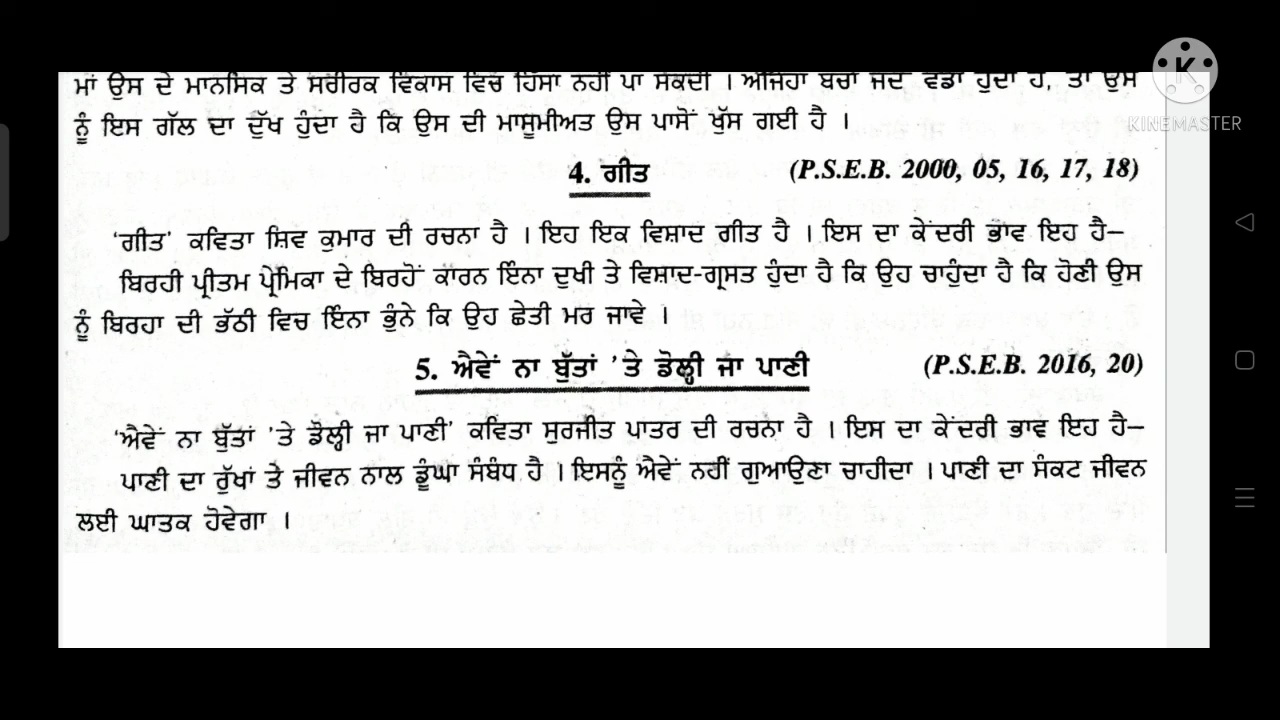 ਮਾਂ ਉਸ ਦੇ ਮਾਨਸਿਕ ਤੇ ਸਰੀਰਕ ਵਿਕਾਸ ਵਿਚ ਹਿੱਸਾ ਨਹੀਂ ਪਾ ਸਕਦੀ । ਅਜਿਹਾ ਬੱਚਾ ਜਦੋਂ ਵੱਡਾ ਹੁੰਦਾ ਹੈ, ਤਾਂ ਉਸ
ਨੂੰ ਇਸ ਗੱਲ ਦਾ ਦੁੱਖ ਹੁੰਦਾ ਹੈ ਕਿ ਉਸ ਦੀ ਮਾਸੂਮੀਅਤ ਉਸ ਪਾਸੋਂ ਖੁੱਸ ਗਈ ਹੈ ।
4. ਗੀਤ (P.S.E.B. 2000, 05, 16, 17, 18)
'ਗੀਤ' ਕਵਿਤਾ ਸ਼ਿਵ ਕੁਮਾਰ ਦੀ ਰਚਨਾ ਹੈ । ਇਹ ਇਕ ਵਿਸ਼ਾਦ ਗੀਤ ਹੈ । ਇਸ ਦਾ ਕੇਂਦਰੀ ਭਾਵ ਇਹ ਹੈ–
ਬਿਰਹੀ ਪ੍ਰੀਤਮ ਪ੍ਰੇਮਿਕਾ ਦੇ ਬਿਰਹੋਂ ਕਾਰਨ ਇੰਨਾ ਦੁਖੀ ਤੇ ਵਿਸ਼ਾਦ-ਗ੍ਰਸਤ ਹੁੰਦਾ ਹੈ ਕਿ ਉਹ ਚਾਹੁੰਦਾ ਹੈ ਕਿ ਹੋਣੀ ਉਸ
ਨੂੰ ਬਿਰਹਾ ਦੀ ਭੱਠੀ ਵਿਚ ਇੰਨਾ ਭੁੰਨੇ ਕਿ ਉਹ ਛੇਤੀ ਮਰ ਜਾਵੇ ।
5. ਐਵੇਂ ਨਾ ਬੁੱਤਾਂ 'ਤੇ ਡੋਲ੍ਹੀ ਜਾ ਪਾਣੀ (P.S.E.B. 2016, 20)
'ਐਵੇਂ ਨਾ ਬੁੱਤਾਂ 'ਤੇ ਡੋਲ੍ਹੀ ਜਾ ਪਾਣੀ' ਕਵਿਤਾ ਸੁਰਜੀਤ ਪਾਤਰ ਦੀ ਰਚਨਾ ਹੈ । ਇਸ ਦਾ ਕੇਂਦਰੀ ਭਾਵ ਇਹ ਹੈ–
ਪਾਣੀ ਦਾ ਰੁੱਖਾਂ ਤੇ ਜੀਵਨ ਨਾਲ ਡੂੰਘਾ ਸੰਬੰਧ ਹੈ । ਇਸਨੂੰ ਐਵੇਂ ਨਹੀਂ ਗੁਆਉਣਾ ਚਾਹੀਦਾ । ਪਾਣੀ ਦਾ ਸੰਕਟ ਜੀਵਨ
ਲਈ ਘਾਤਕ ਹੋਵੇਗਾ ।
K
KINEMASTER